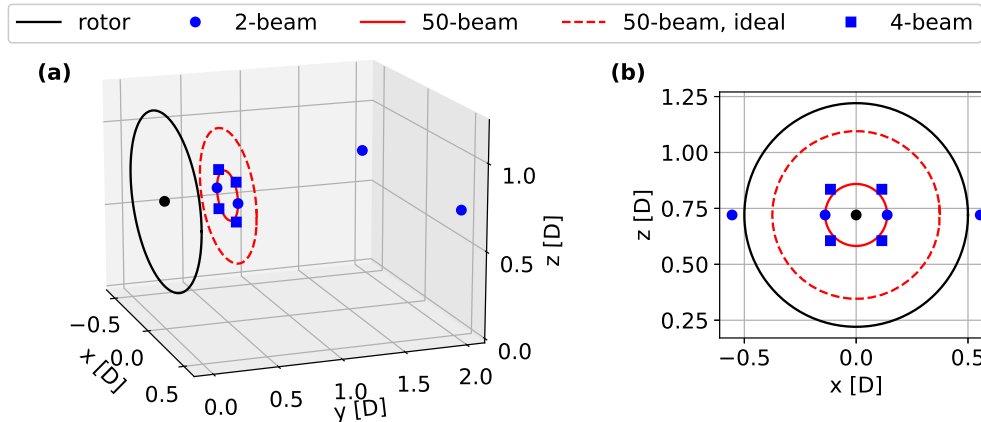 rotor 2-beam 50-beam 50-beam, ideal 4-beam
(a)
1.0
0.5
0.0
z [D]
−0.5
0.0
0.5
x [D]
0.0 0.5 1.0 1.5 2.0
y [D]
(b)
1.25
1.00
0.75
0.50
0.25
z [D]
−0.5 0.0 0.5
x [D]